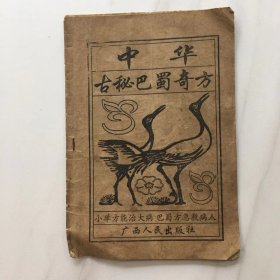 中华
古秘巴蜀奇方
小单方能治大病 巴蜀方急救病人
广西人民出版社